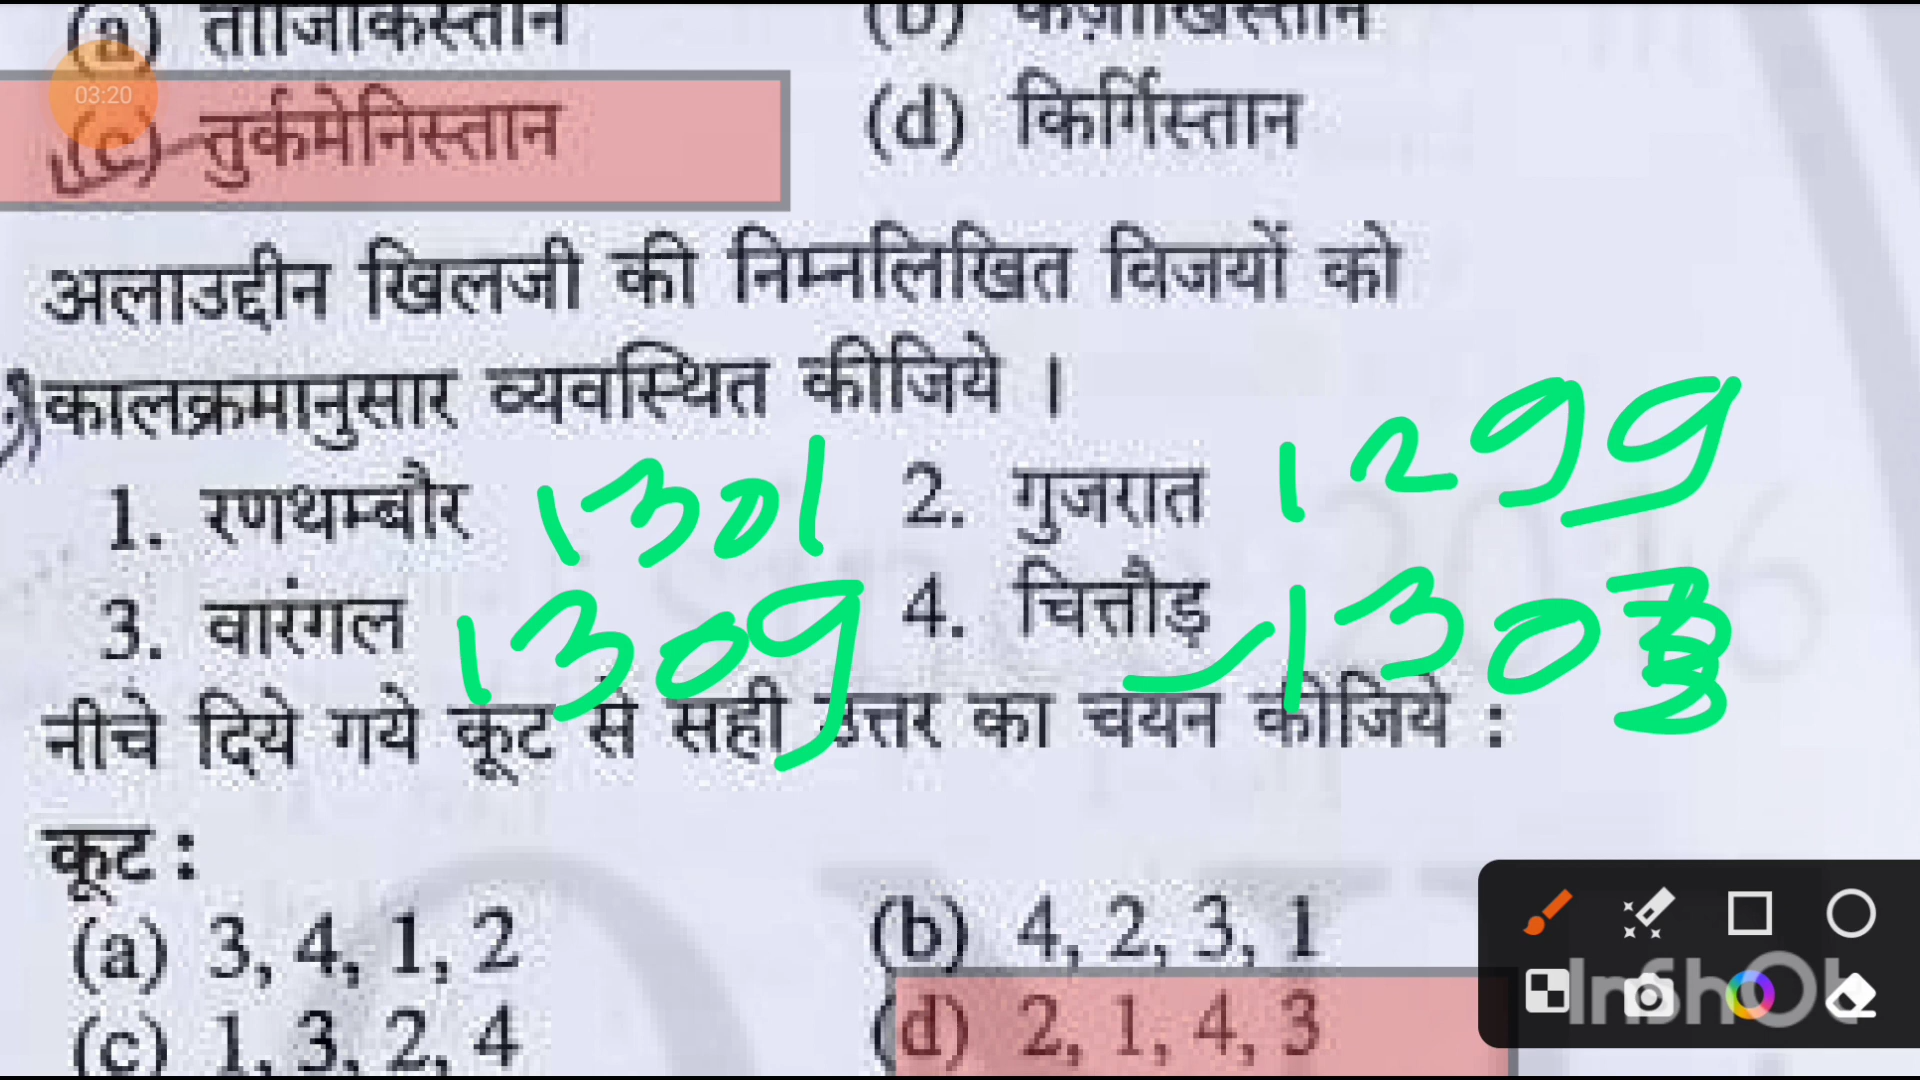 (a) ताजिकिस्तान (b) कज़ाखिस्तान
03:20
(c) तुर्कमेनिस्तान (d) किर्गिस्तान
अलाउद्दीन खिलजी की निम्नलिखित विजयों को
कालक्रमानुसार व्यवस्थित कीजिये ।
1. रणथम्बौर 1301 2. गुजरात 1299
3. वारंगल 1309 4. चित्तौड़ 1303
नीचे दिये गये कूट से सही उत्तर का चयन कीजिये :
कूट :
(a) 3, 4, 1, 2 (b) 4, 2, 3, 1
(c) 1, 3, 2, 4 (d) 2, 1, 4, 3
InShOt